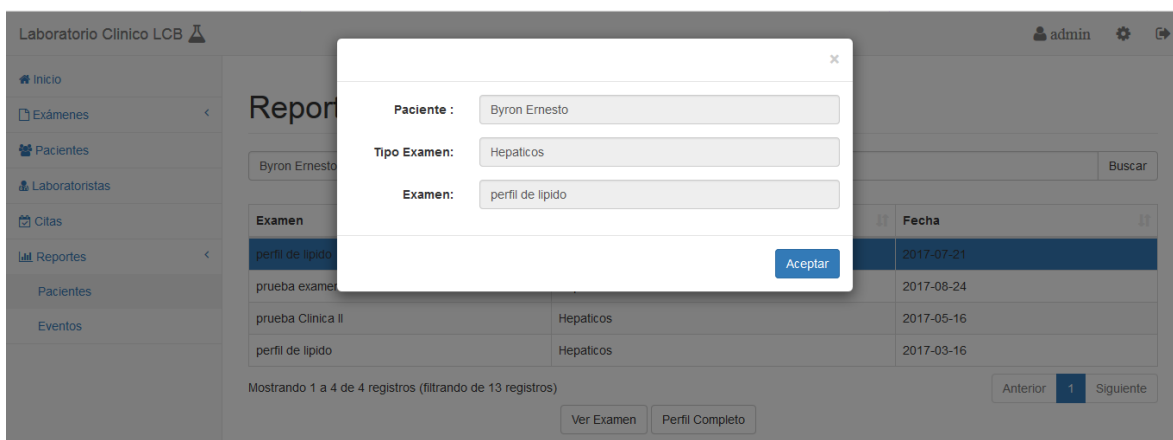 Laboratorio Clinico LCB
admin
Inicio
Exámenes
Pacientes
Laboratoristas
Citas
Reportes
Pacientes
Eventos
Report
Byron Ernesto
Buscar
×
Paciente : Byron Ernesto
Tipo Examen: Hepaticos
Examen: perfil de lipido
Aceptar
Examen Fecha
perfil de lipido 2017-07-21
prueba examen 2017-08-24
prueba Clinica II Hepaticos 2017-05-16
perfil de lipido Hepaticos 2017-03-16
Mostrando 1 a 4 de 4 registros (filtrando de 13 registros)
Anterior 1 Siguiente
Ver Examen Perfil Completo